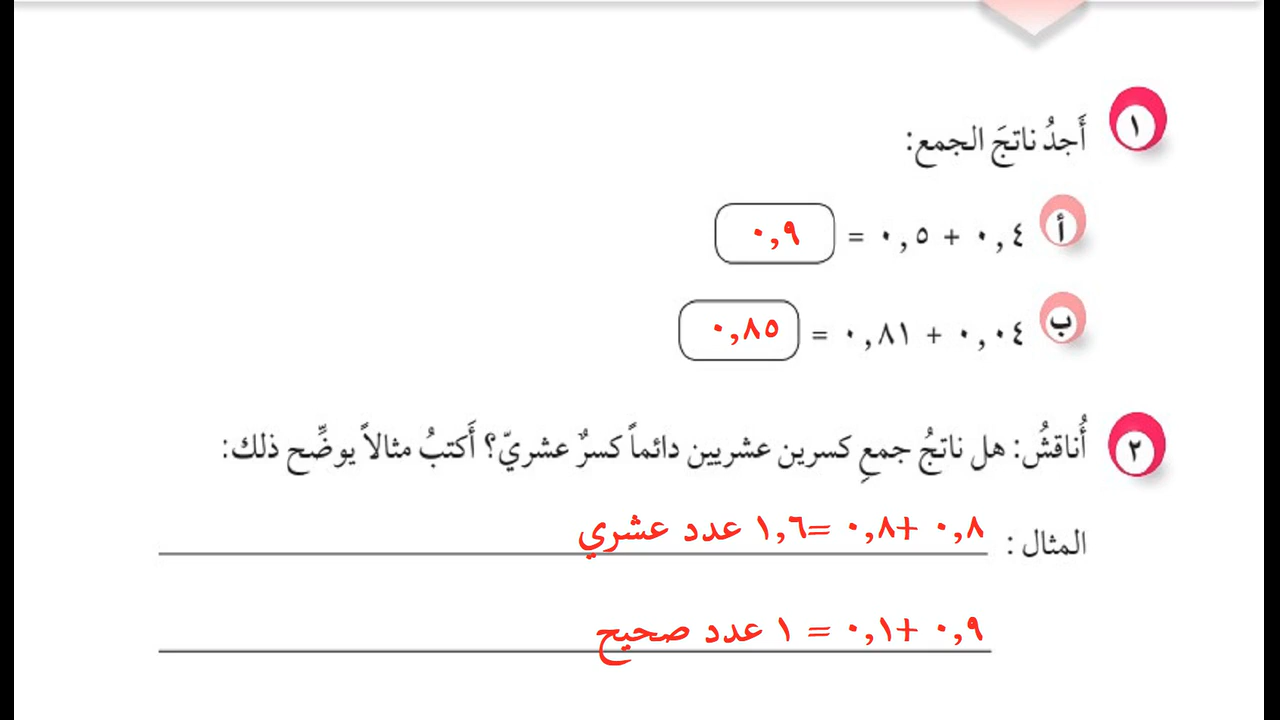 ١ أَجدُ ناتجَ الجمع:
أ ٠,٤ + ٠,٥ = ٠,٩
ب ٠,٠٤ + ٠,٨١ = ٠,٨٥
٢ أُناقشُ: هل ناتجُ جمعِ كسرين عشريين دائماً كسرٌ عشريّ؟ أَكتبُ مثالاً يوضِّح ذلك:
المثال : ٠,٨ +٠,٨ =١,٦ عدد عشري
٠,٩ +٠,١ = ١ عدد صحيح